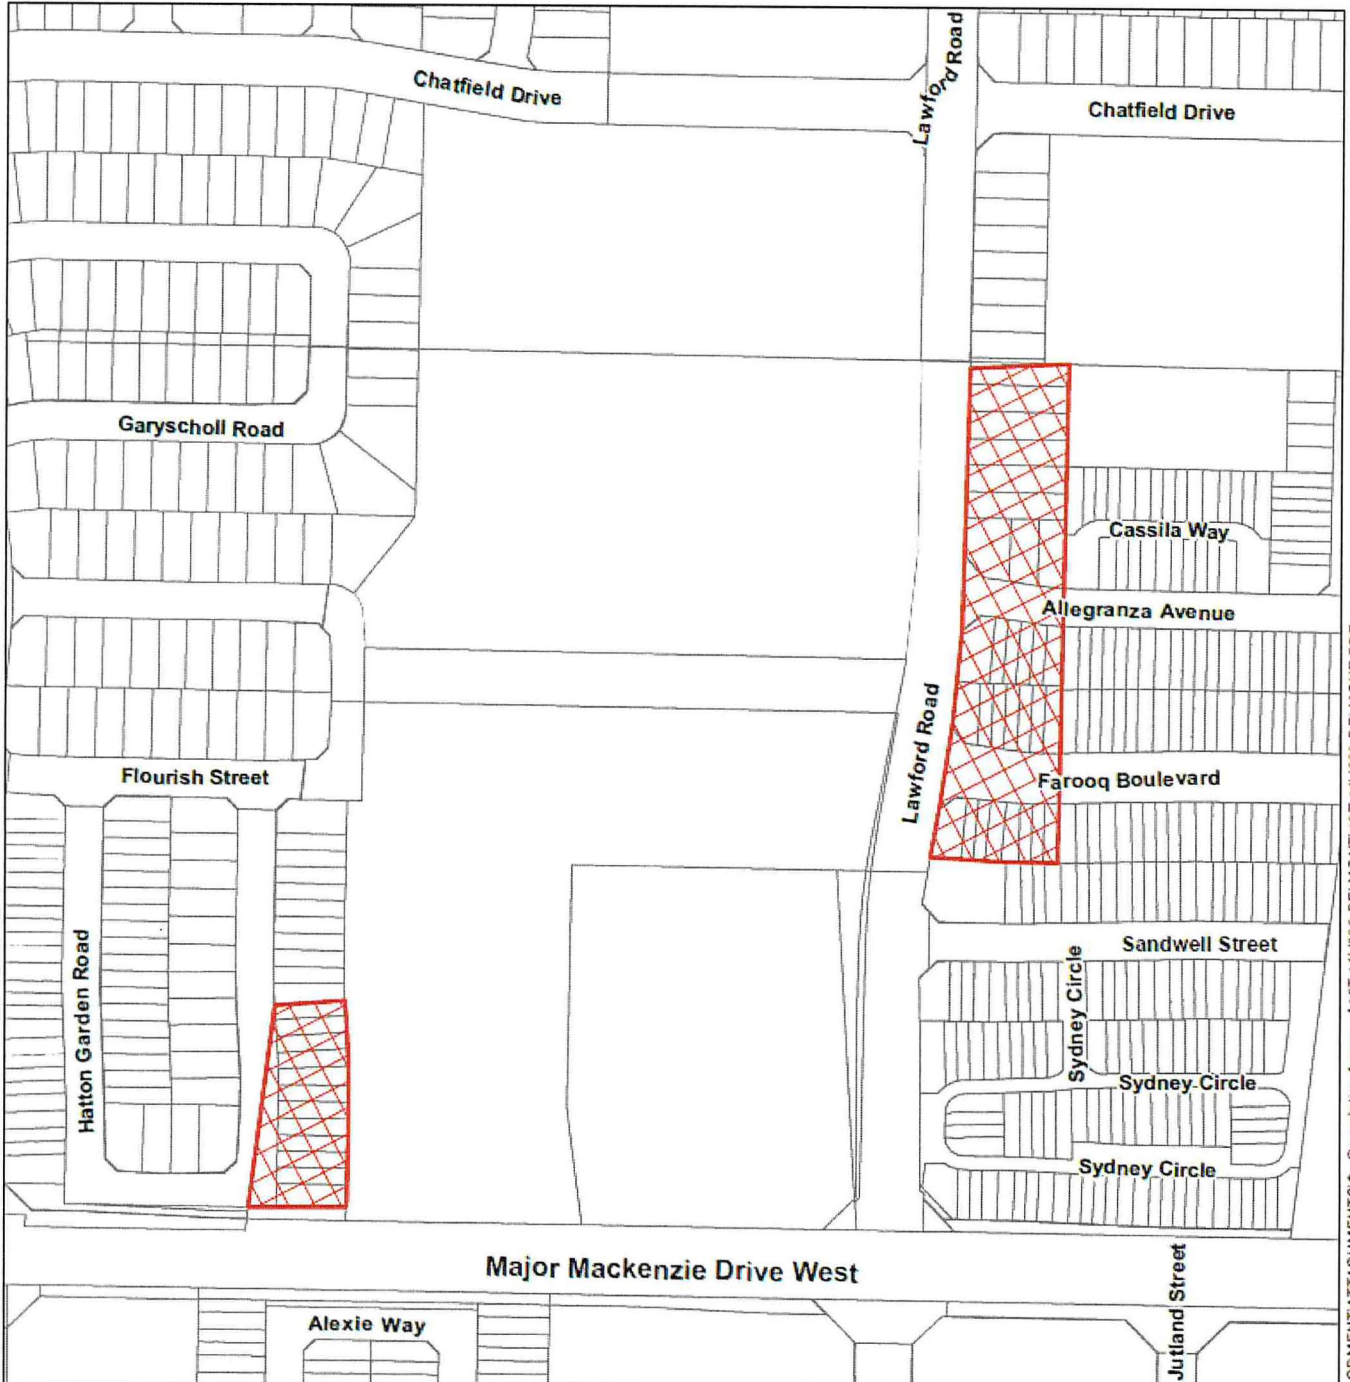 Lawford Road
Chatfield Drive
Chatfield Drive
Garyscholl Road
Cassila Way
Allegranza Avenue
Lawford Road
Flourish Street
Farooq Boulevard
Hatton Garden Road
Sandwell Street
Sydney Circle
Sydney Circle
Sydney Circle
Major Mackenzie Drive West
Jutland Street
Alexie Way